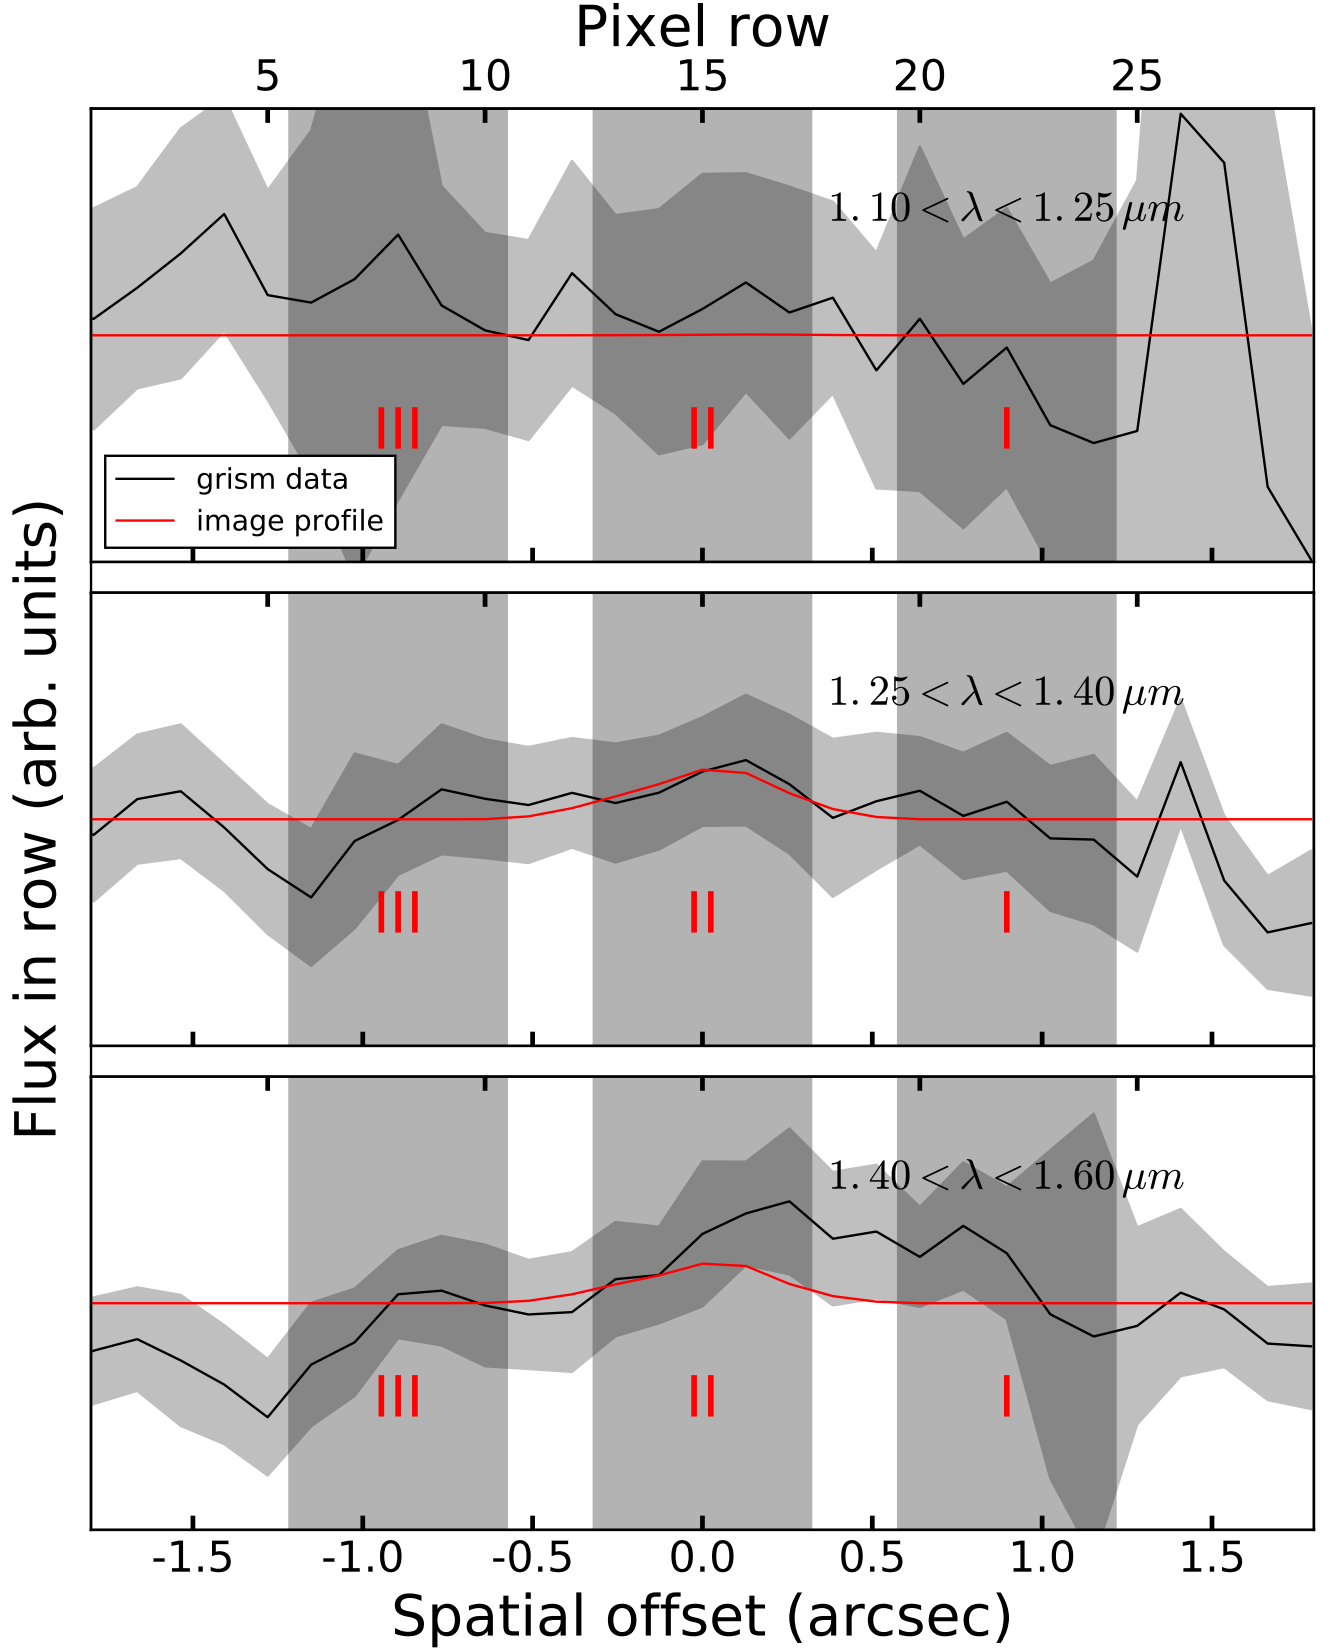 Pixel row
5 10 15 20 25
1.10 < λ < 1.25 μm
III II I
grism data
image profile
Flux in row (arb. units)
1.25 < λ < 1.40 μm
III II I
1.40 < λ < 1.60 μm
III II I
-1.5 -1.0 -0.5 0.0 0.5 1.0 1.5
Spatial offset (arcsec)